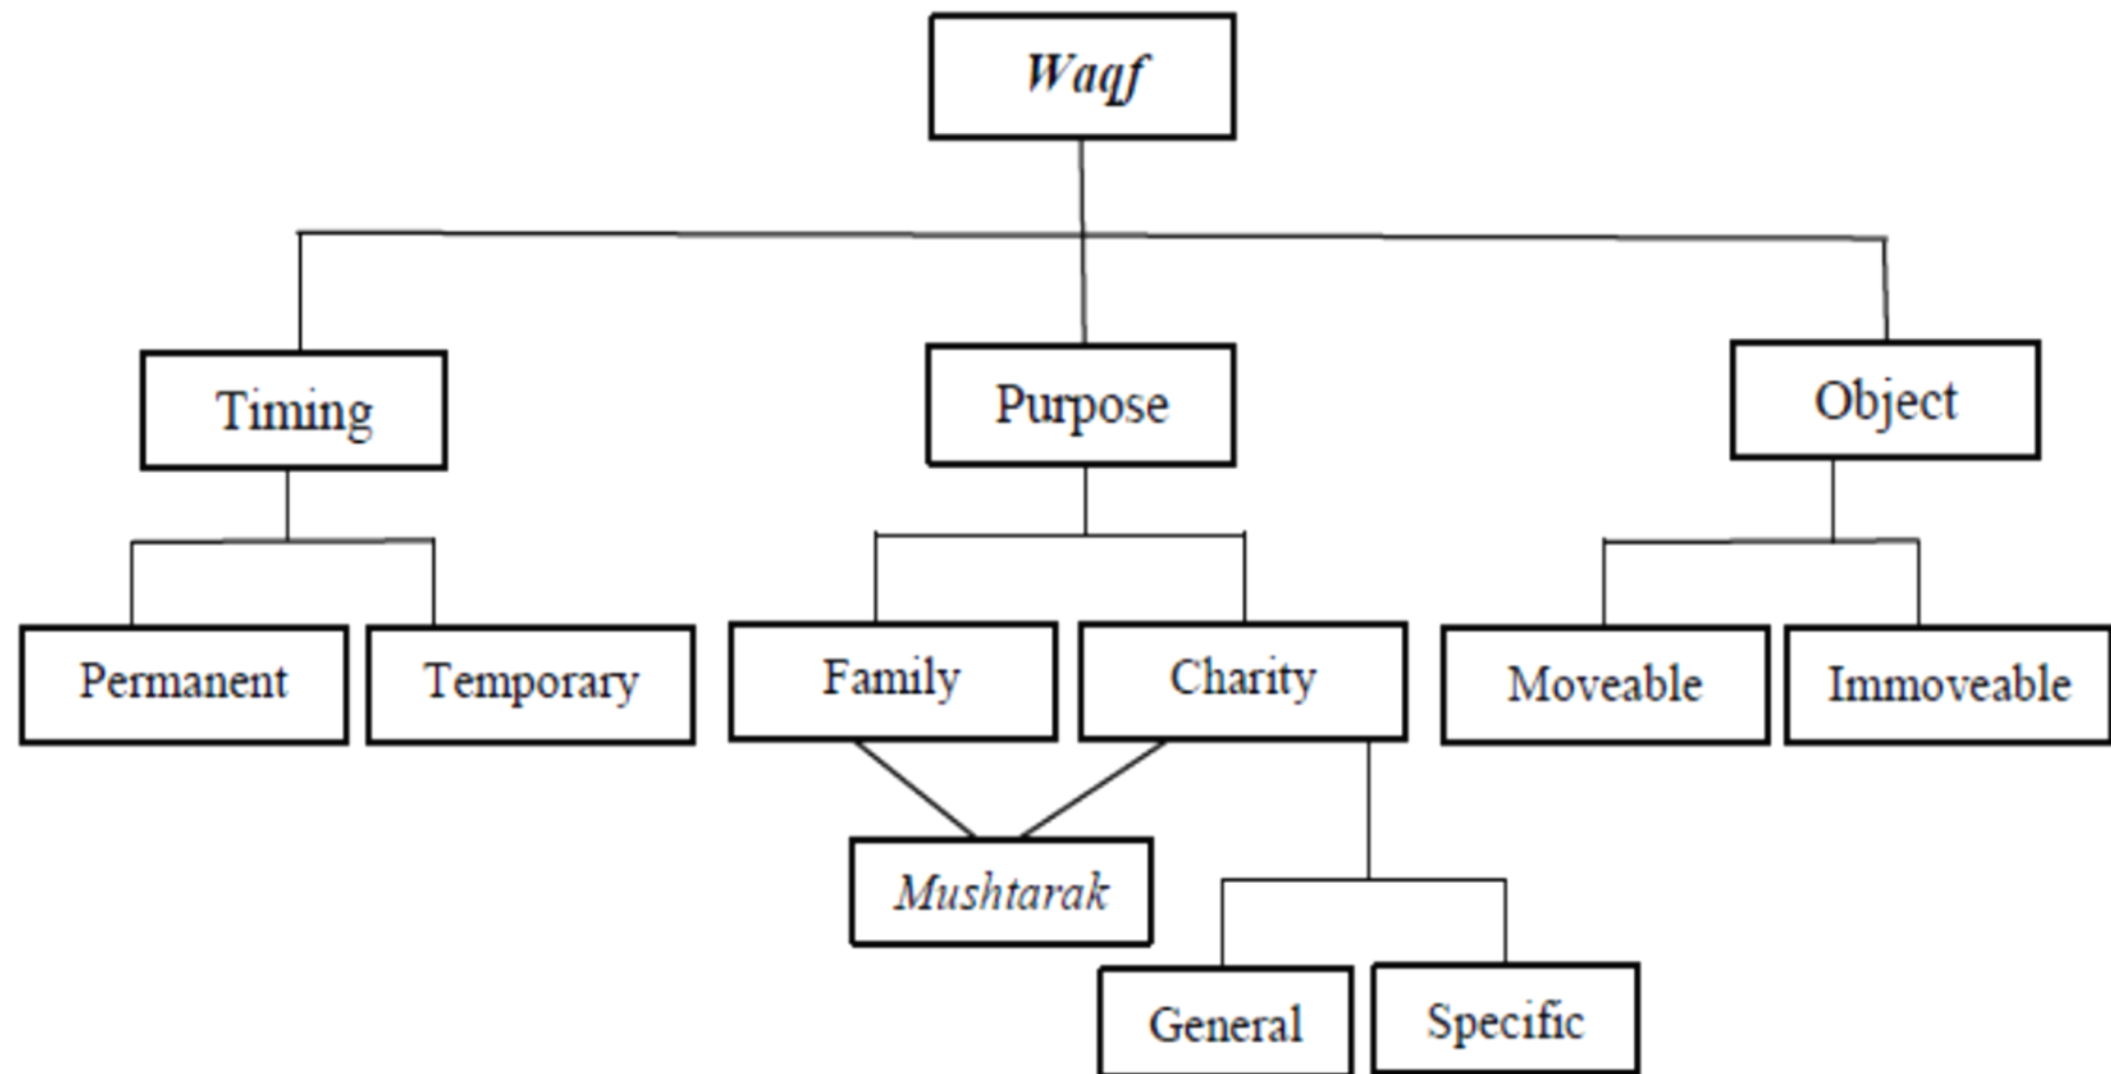 Waqf
Timing
Purpose
Object
Permanent
Temporary
Family
Charity
Moveable
Immoveable
Mushtarak
General
Specific